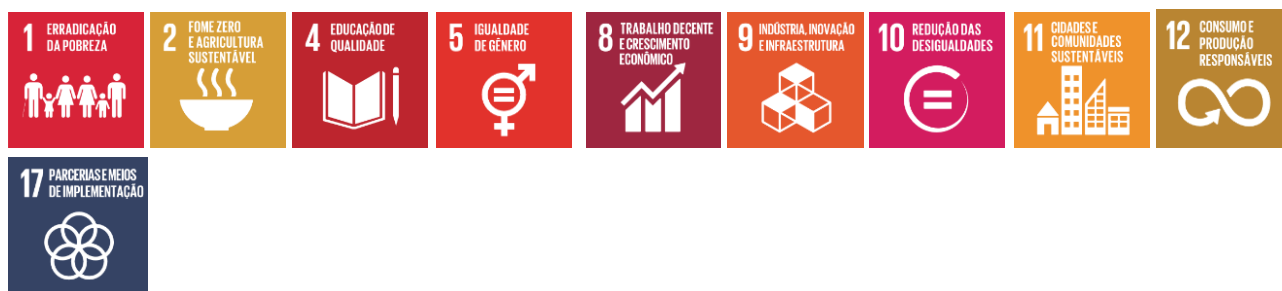 1 ERRADICAÇÃO
DA POBREZA
2 FOME ZERO
E AGRICULTURA
SUSTENTÁVEL
4 EDUCAÇÃO DE
QUALIDADE
5 IGUALDADE
DE GÊNERO
8 TRABALHO DECENTE
E CRESCIMENTO
ECONÔMICO
9 INDÚSTRIA, INOVAÇÃO
E INFRAESTRUTURA
10 REDUÇÃO DAS
DESIGUALDADES
11 CIDADES E
COMUNIDADES
SUSTENTÁVEIS
12 CONSUMO E
PRODUÇÃO
RESPONSÁVEIS
17 PARCERIAS E MEIOS
DE IMPLEMENTAÇÃO